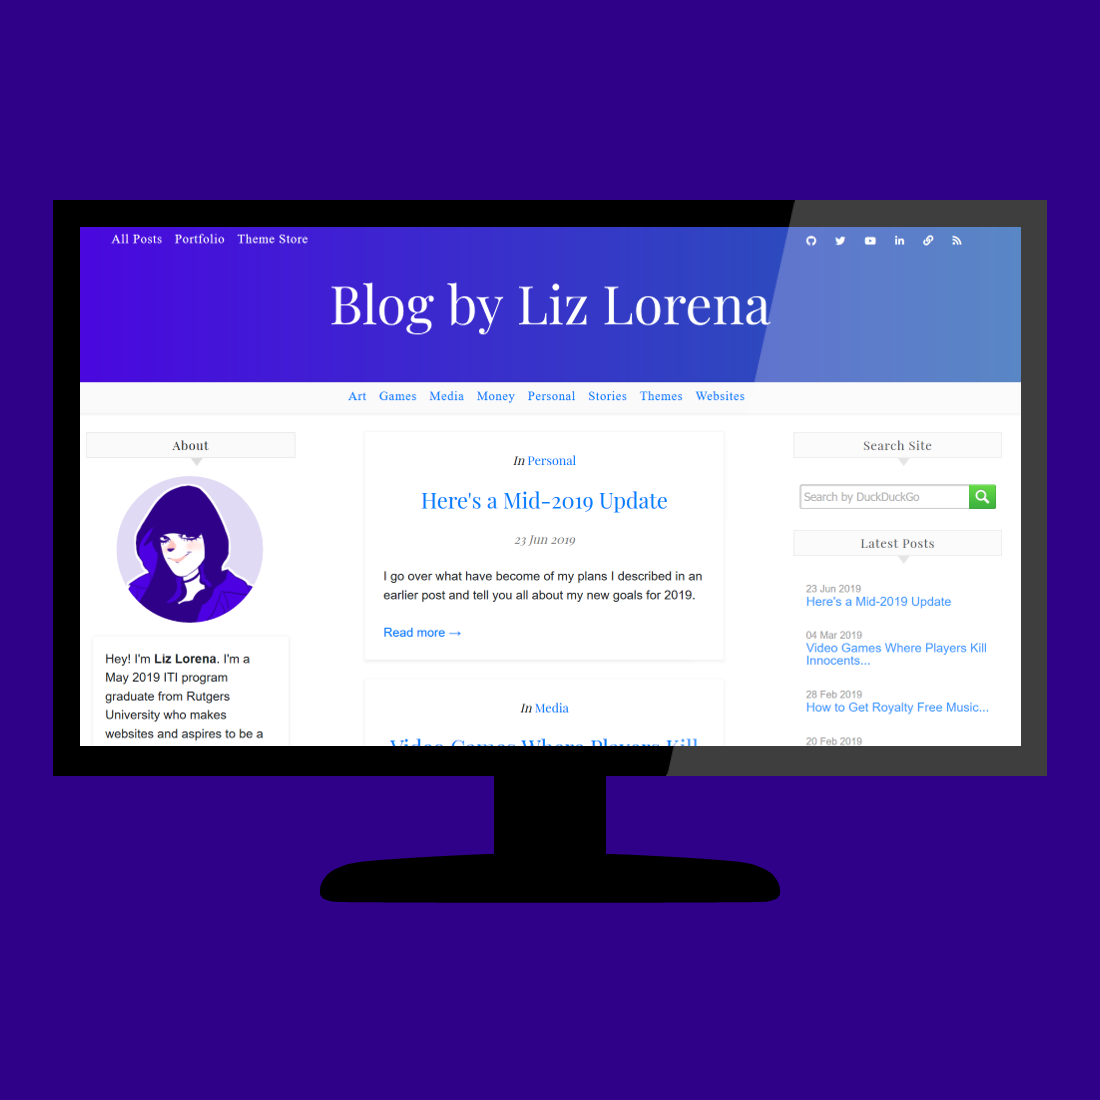 All Posts Portfolio Theme Store
Blog by Liz Lorena
Art Games Media Money Personal Stories Themes Websites
About
Hey! I'm Liz Lorena. I'm a
May 2019 ITI program
graduate from Rutgers
University who makes
websites and aspires to be a
In Personal
Here's a Mid-2019 Update
23 Jun 2019
I go over what have become of my plans I described in an
earlier post and tell you all about my new goals for 2019.
Read more →
In Media
Video Games Where Players Kill
Search Site
Search by DuckDuckGo
Latest Posts
23 Jun 2019
Here's a Mid-2019 Update
04 Mar 2019
Video Games Where Players Kill
Innocents...
28 Feb 2019
How to Get Royalty Free Music...
20 Feb 2019